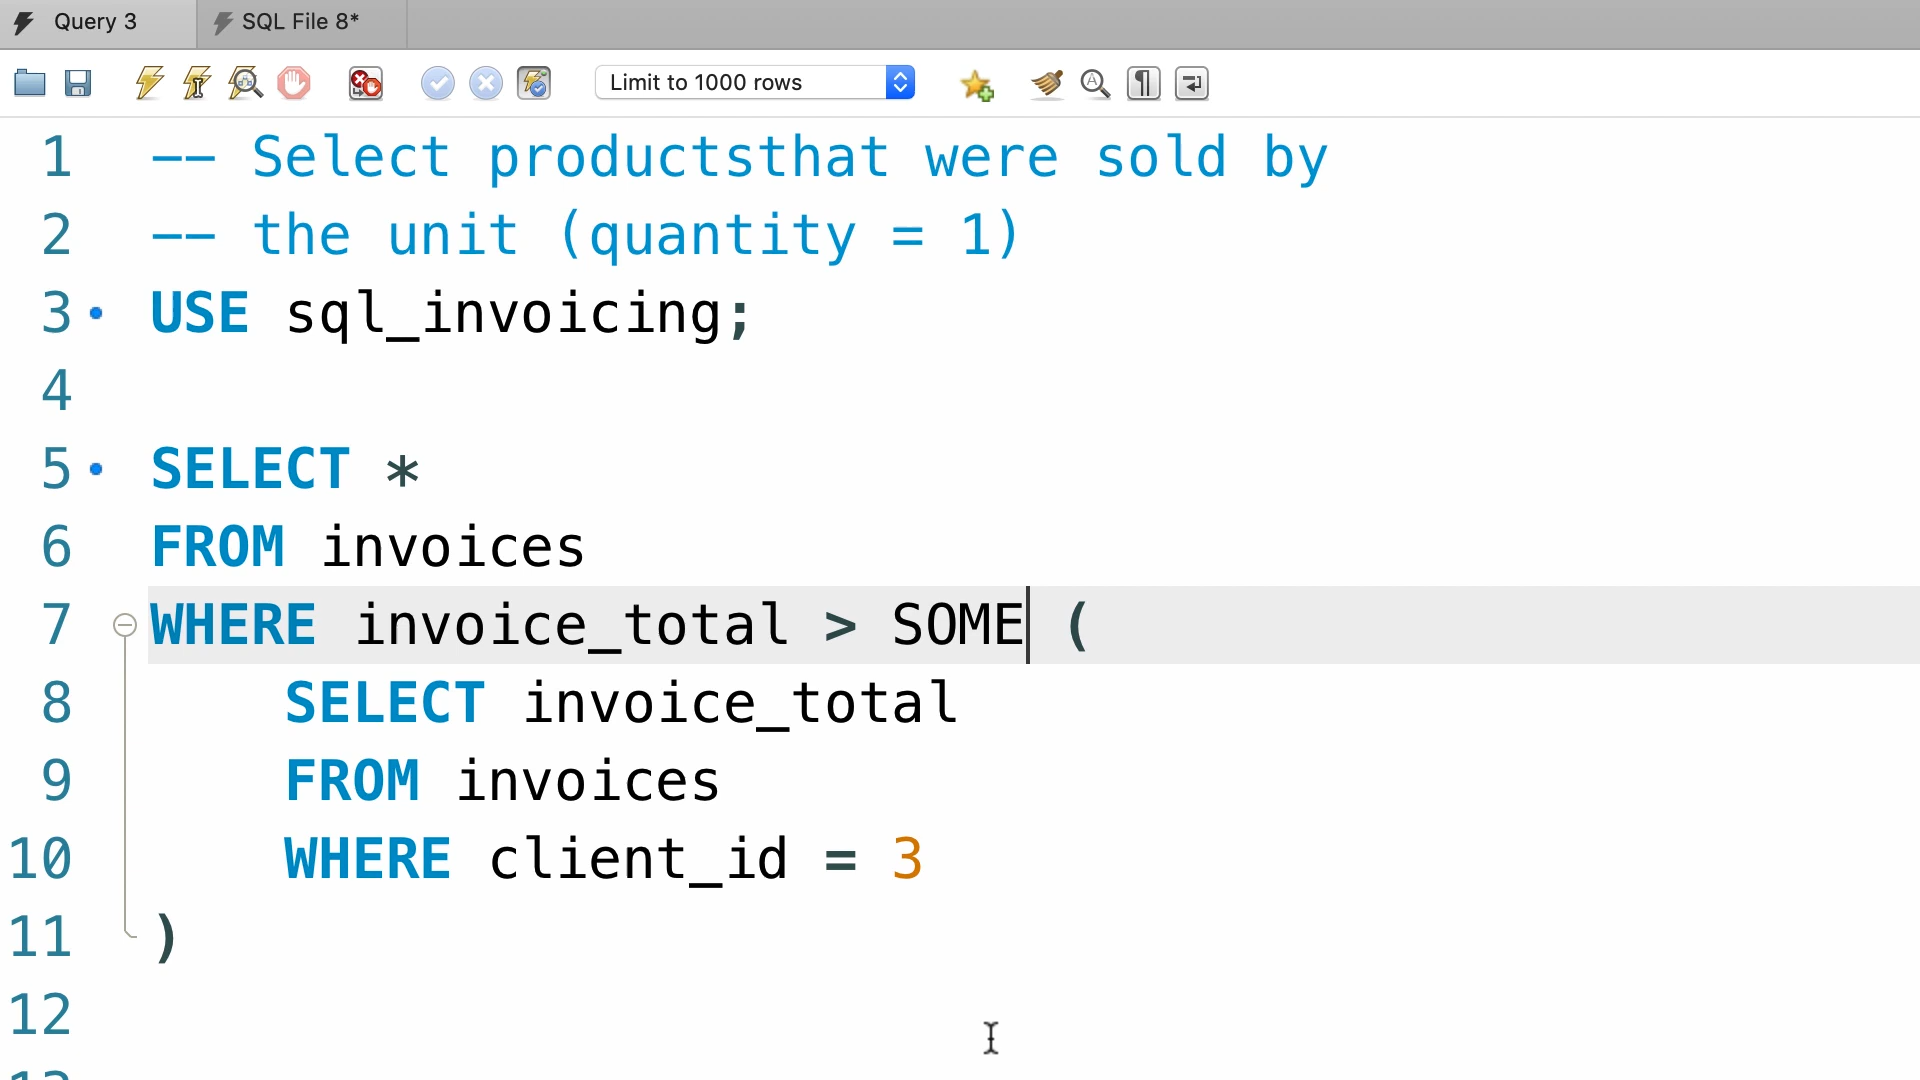 Query 3
SQL File 8*
Limit to 1000 rows
1 -- Select productsthat were sold by
2 -- the unit (quantity = 1)
3 USE sql_invoicing;
4
5 SELECT *
6 FROM invoices
7 WHERE invoice_total > SOME (
8 SELECT invoice_total
9 FROM invoices
10 WHERE client_id = 3
11 )
12